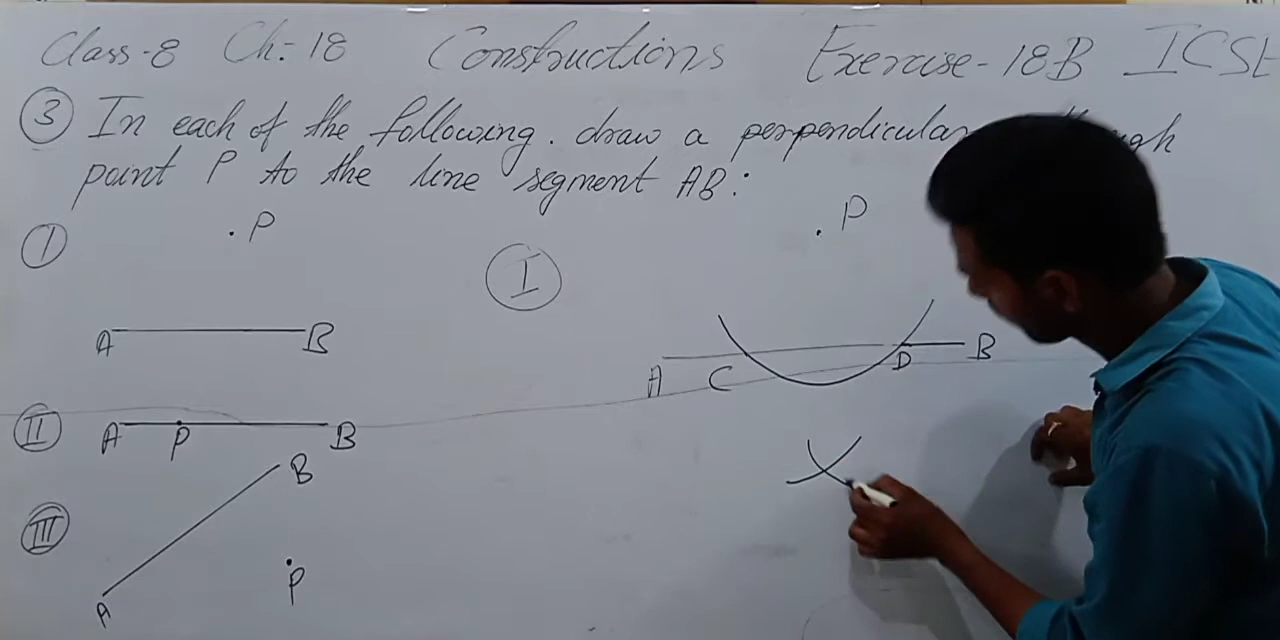 Class-8 Ch:-18 Constructions Exercise-18B ICSE
③ In each of the following. draw a perpendicular
point P to the line segment AB:
I
.P
A B
II
A P B
III
B
A
P
I
.P
A C D B